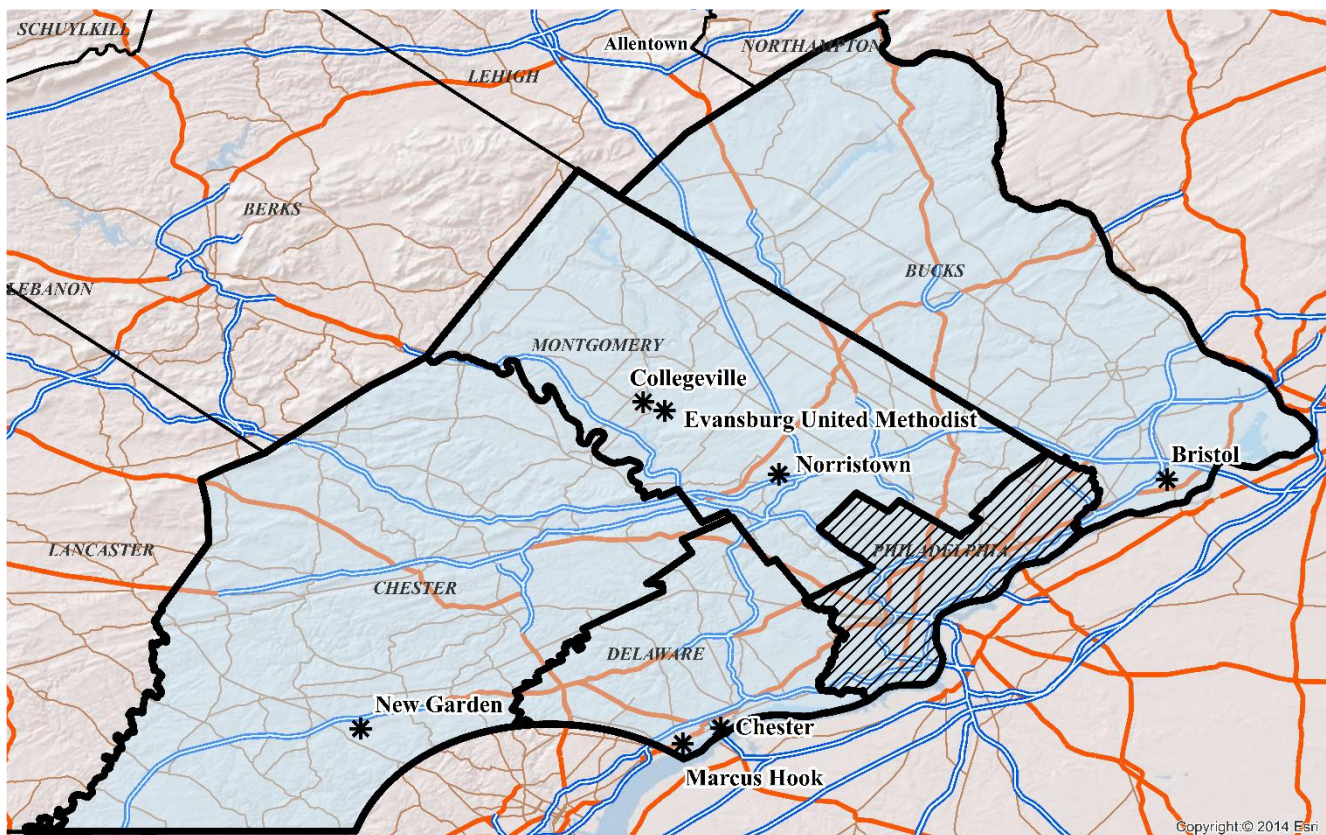 SCHUYLKILL
Allentown
NORTHAMPTON
LEHIGH
BERKS
BUCKS
LEBANON
MONTGOMERY
Collegeville
Evansburg United Methodist
Norristown
Bristol
LANCASTER
PHILADELPHIA
CHESTER
DELAWARE
New Garden
Chester
Marcus Hook
Copyright:© 2014 Esri